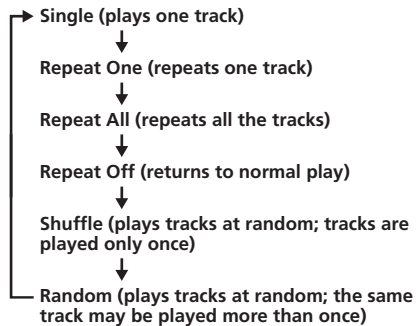 Single (plays one track)
Repeat One (repeats one track)
Repeat All (repeats all the tracks)
Repeat Off (returns to normal play)
Shuffle (plays tracks at random; tracks are
played only once)
Random (plays tracks at random; the same
track may be played more than once)